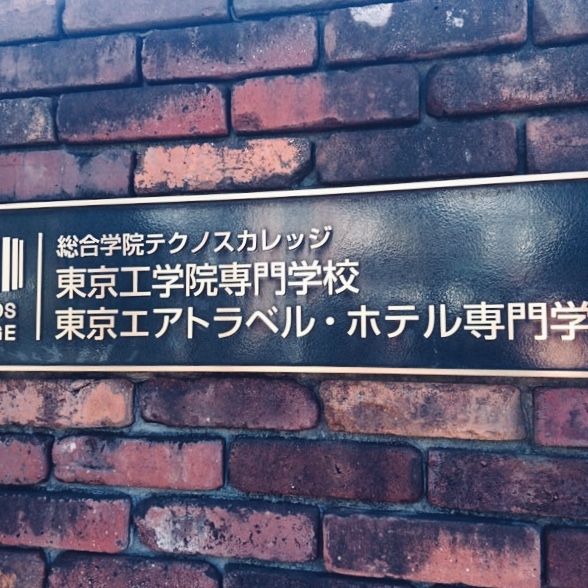 総合学院テクノスカレッジ
東京工学院専門学校
東京エアトラベル・ホテル専門学